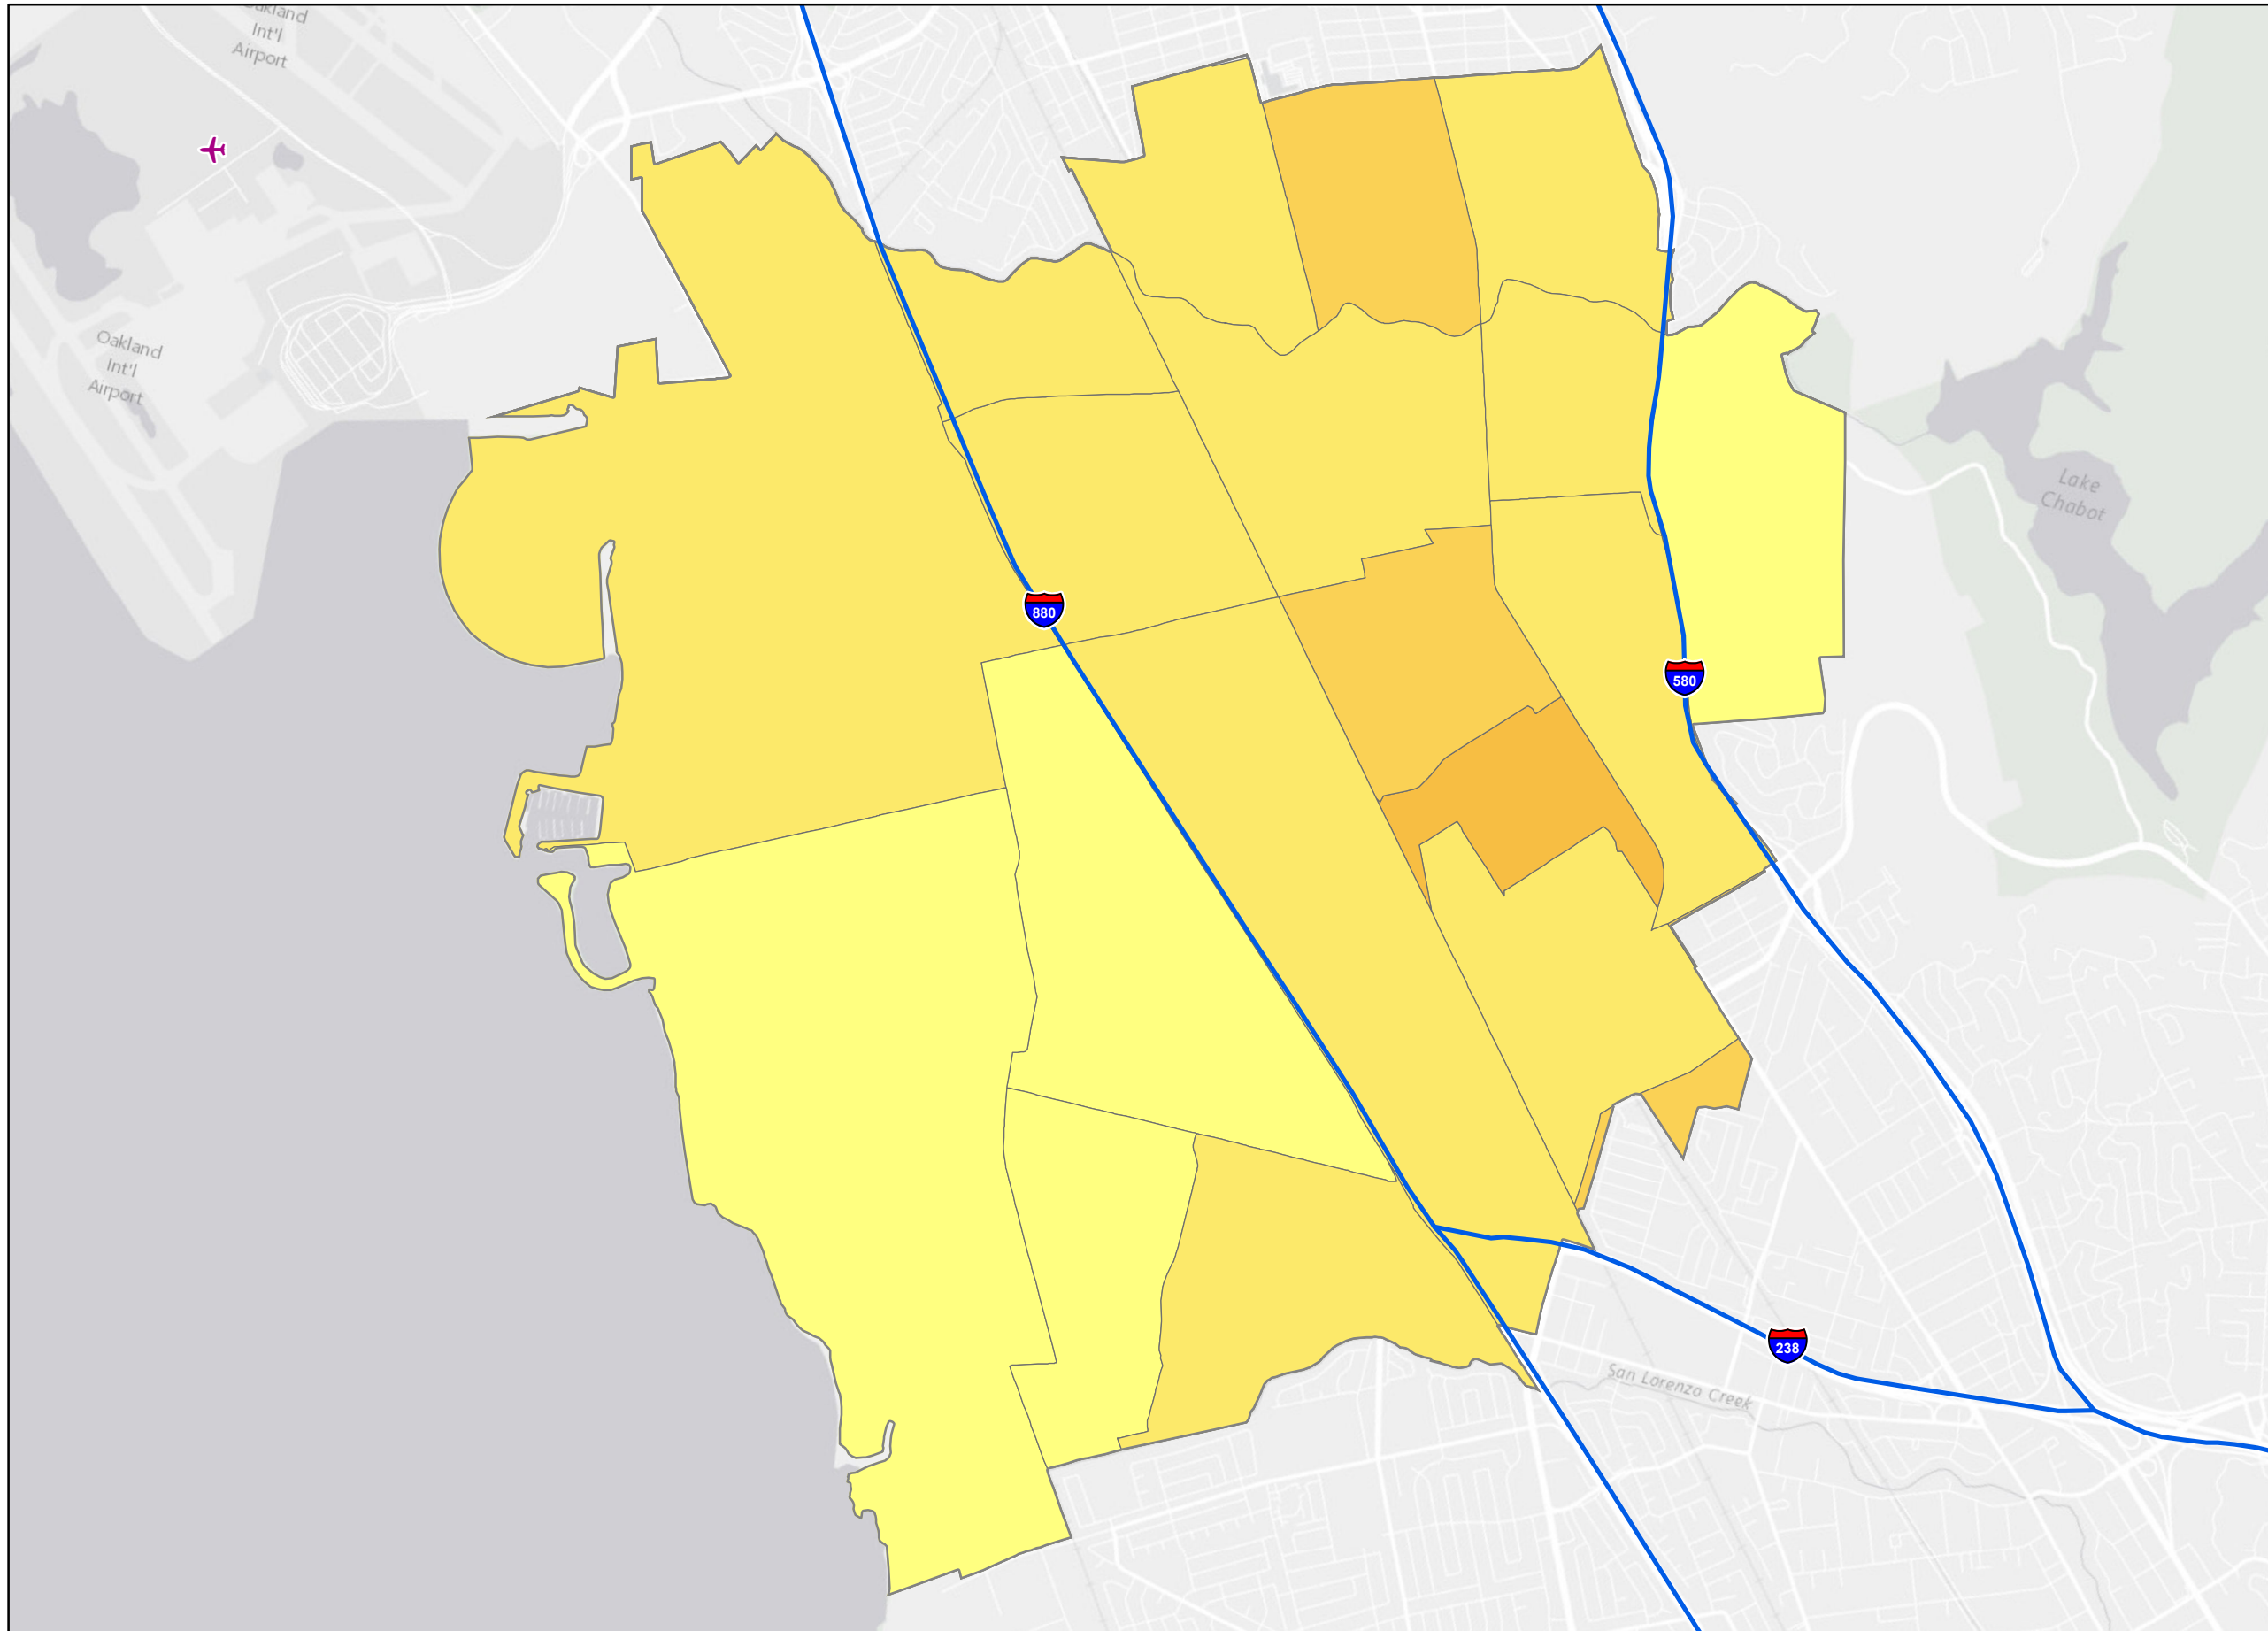 Oakland
Int'l
Airport
Oakland
Int'l
Airport
Lake
Chabot
880
580
238
San Lorenzo Creek